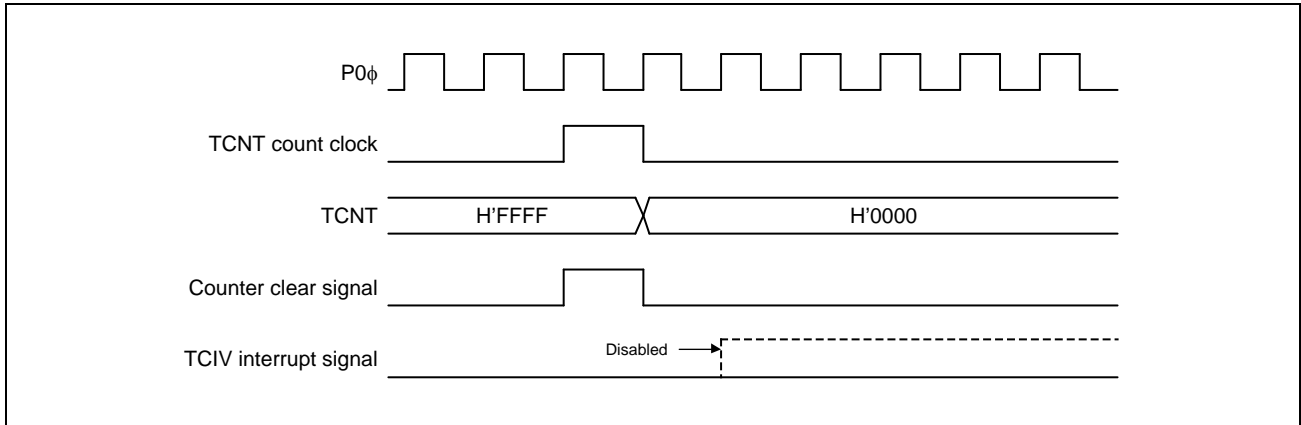 P0ϕ
TCNT count clock
TCNT
H'FFFF
H'0000
Counter clear signal
Disabled
TCIV interrupt signal